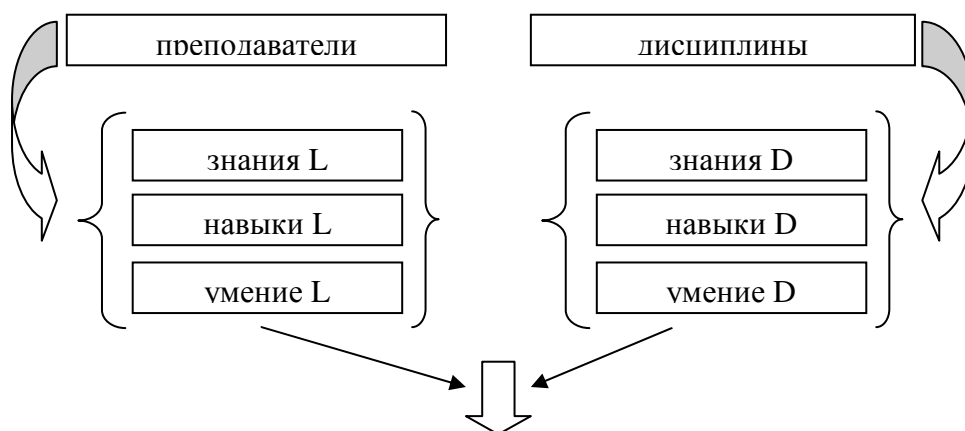 преподаватели
дисциплины
знания L
знания D
навыки L
навыки D
умение L
умение D